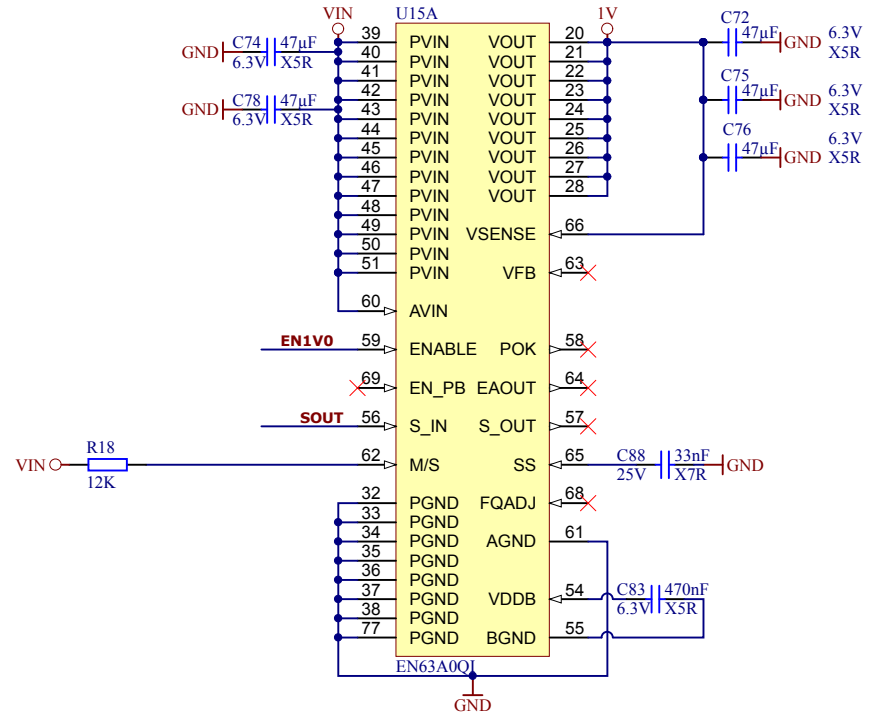 VIN
U15A
1V
C72
39 PVIN VOUT 20
47µF
GND
6.3V
X5R
GND
C74
47µF
6.3V
X5R
40 PVIN VOUT 21
41 PVIN VOUT 22
C75
47µF
GND
6.3V
X5R
42 PVIN VOUT 23
GND
C78
47µF
6.3V
X5R
43 PVIN VOUT 24
44 PVIN VOUT 25
C76
47µF
GND
6.3V
X5R
45 PVIN VOUT 26
46 PVIN VOUT 27
47 PVIN VOUT 28
48 PVIN
49 PVIN VSENSE 66
50 PVIN
51 PVIN VFB 63
60 AVIN
EN1V0 59 ENABLE POK 58
69 EN_PB EAOUT 64
SOUT 56 S_IN S_OUT 57
VIN
R18
12K
62 M/S SS 65
C88
33nF
25V
X7R
GND
32 PGND FQADJ 68
33 PGND
34 PGND AGND 61
35 PGND
36 PGND
37 PGND VDDB 54
C83
470nF
6.3V
X5R
38 PGND
77 PGND BGND 55
EN63A0QI
GND